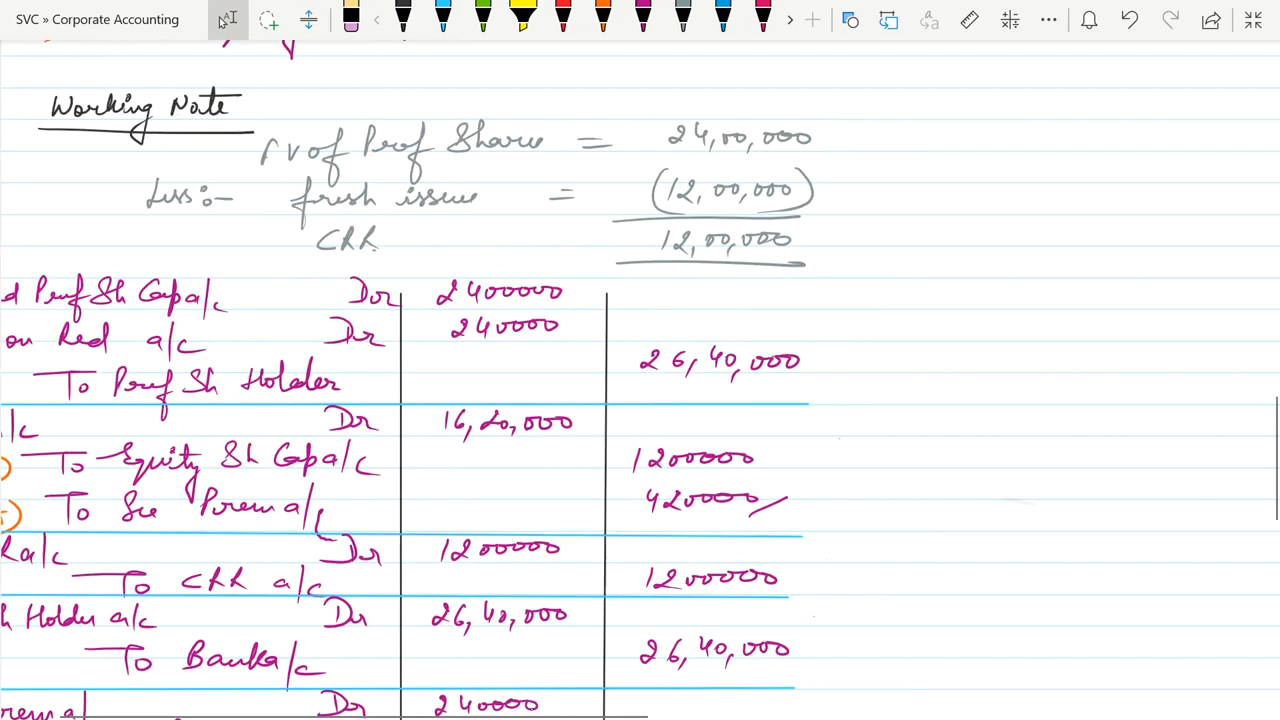 SVC » Corporate Accounting
Working Note
of Pref Share = 24,00,000
Less:- fresh issue = (12,00,000)
CRR 12,00,000
d Pref Sh Cap a/c Dr 2400000
on Red a/c Dr 240000
To Pref Sh Holder 26,40,000
/c Dr 16,20,000
To Equity Sh Cap a/c 1200000
To Sec Prem a/c 420000
R a/c Dr 1200000
To CRR a/c 1200000
h Holder a/c Dr 26,40,000
To Bank a/c 26,40,000
rem a/ Dr 240000